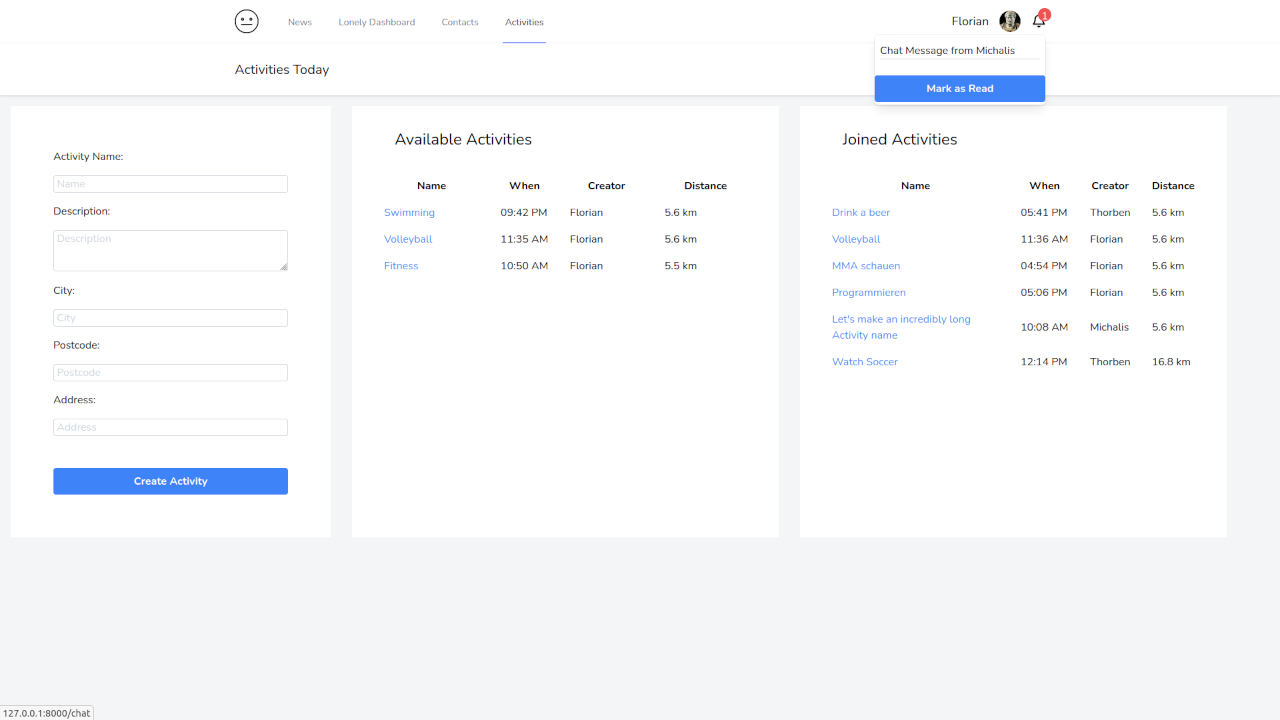 News Lonely Dashboard Contacts Activities Florian 1
Chat Message from Michalis
Mark as Read
Activities Today
Activity Name:
Name
Description:
Description
City:
City
Postcode:
Postcode
Address:
Address
Create Activity
Available Activities
Name When Creator Distance
Swimming 09:42 PM Florian 5.6 km
Volleyball 11:35 AM Florian 5.6 km
Fitness 10:50 AM Florian 5.5 km
Joined Activities
Name When Creator Distance
Drink a beer 05:41 PM Thorben 5.6 km
Volleyball 11:36 AM Florian 5.6 km
MMA schauen 04:54 PM Florian 5.6 km
Programmieren 05:06 PM Florian 5.6 km
Let's make an incredibly long
Activity name 10:08 AM Michalis 5.6 km
Watch Soccer 12:14 PM Thorben 16.8 km
127.0.0.1:8000/chat